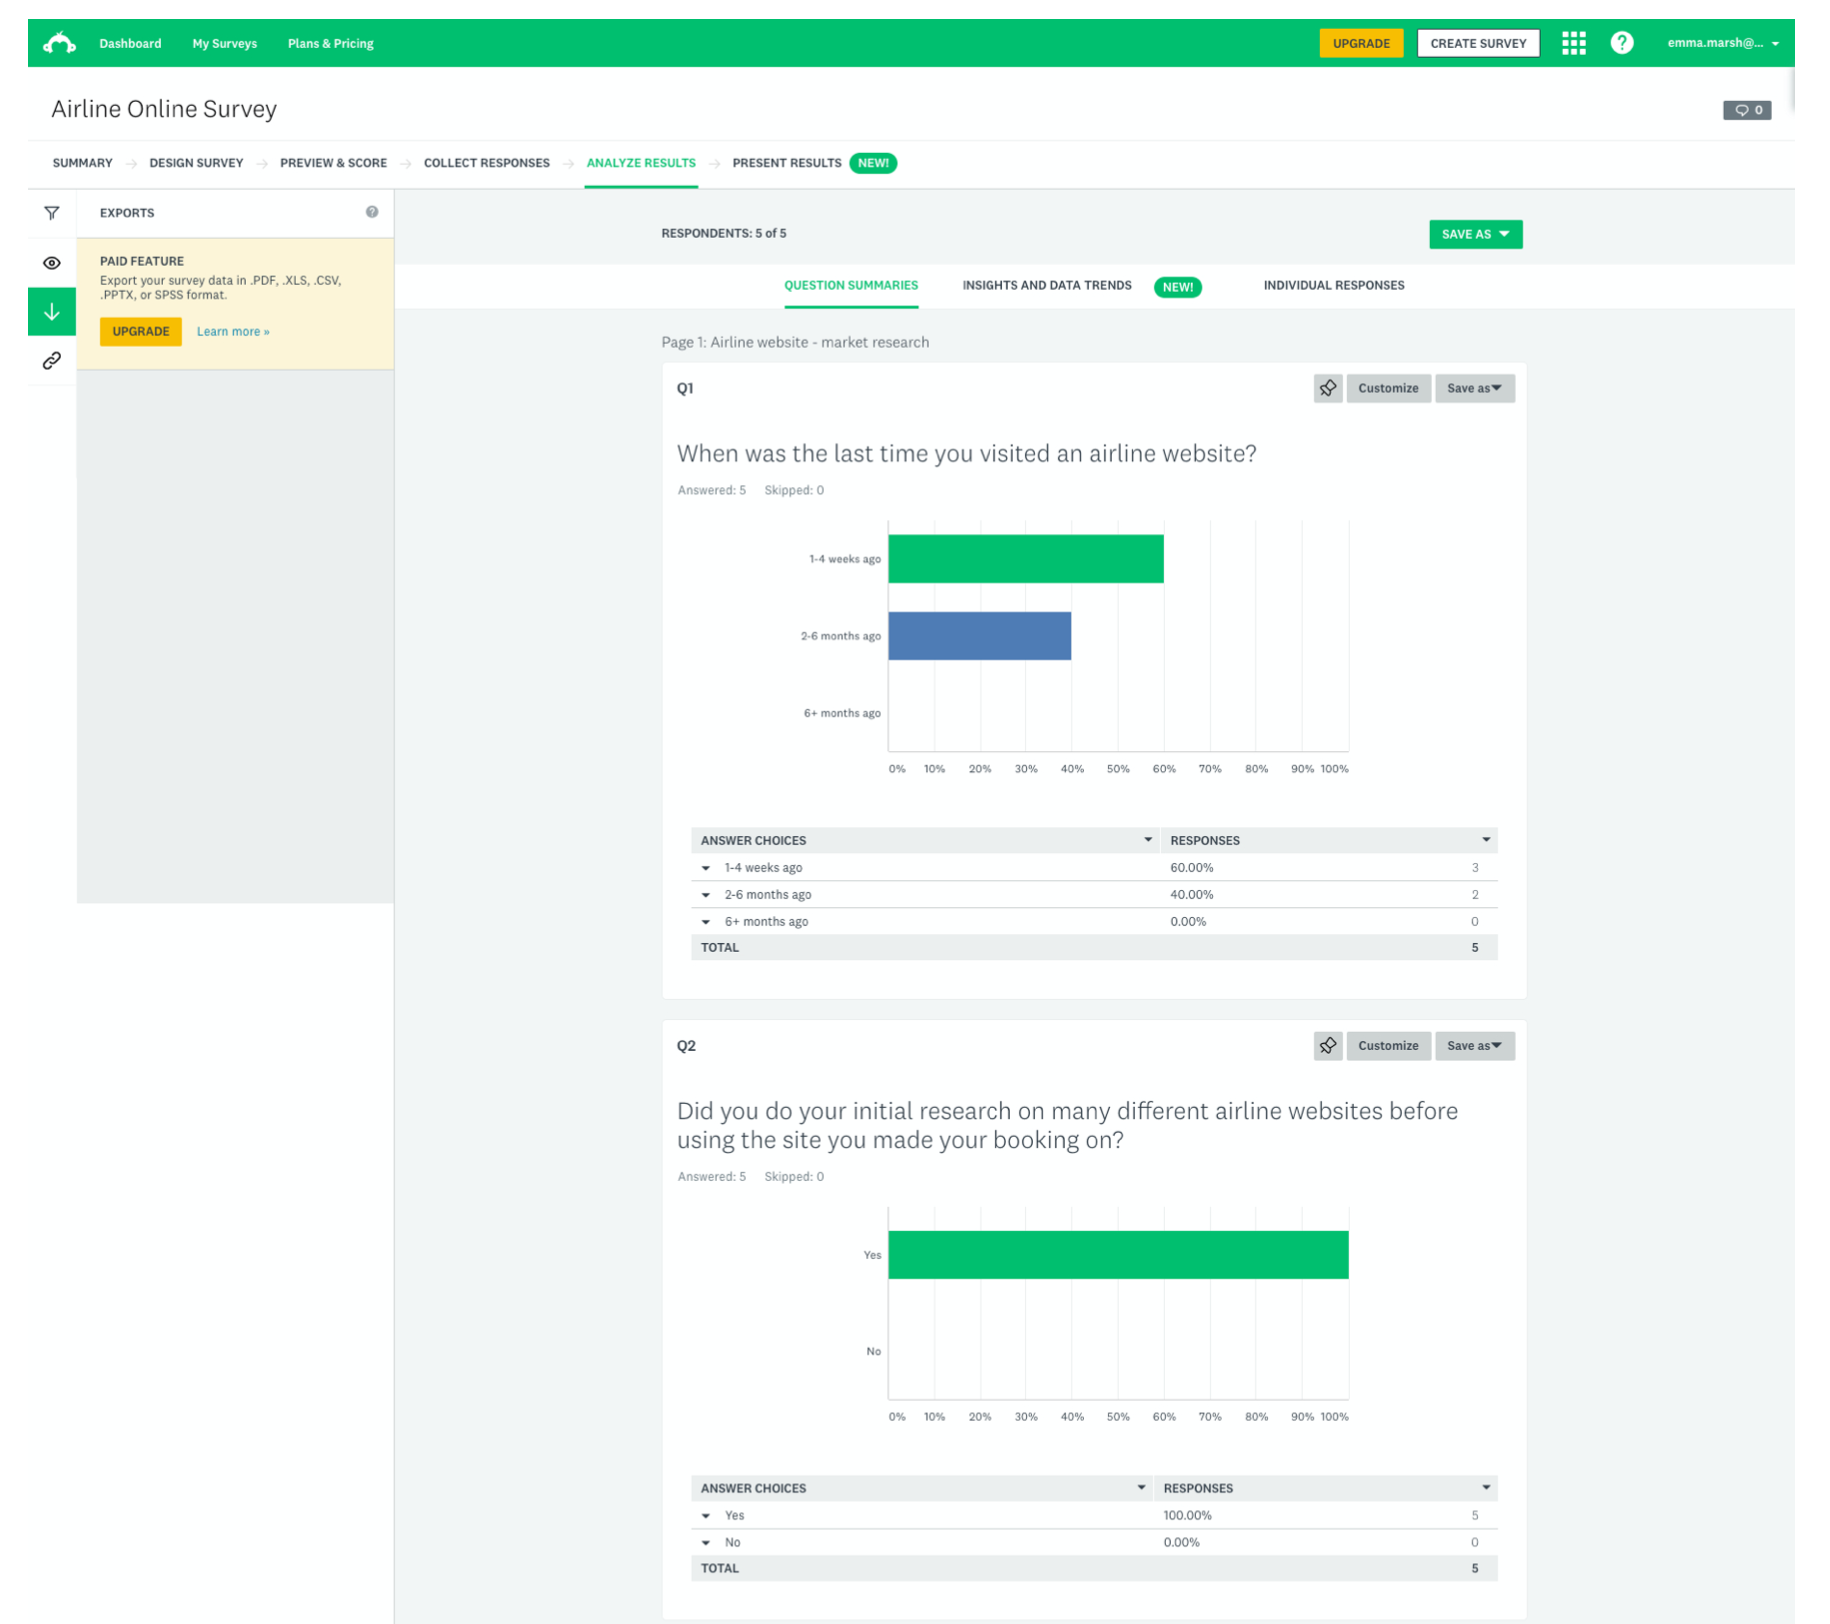 Dashboard My Surveys Plans & Pricing UPGRADE CREATE SURVEY ? emma.marsh@...
Airline Online Survey 0
SUMMARY → DESIGN SURVEY → PREVIEW & SCORE → COLLECT RESPONSES → ANALYZE RESULTS → PRESENT RESULTS NEW!
EXPORTS ?
PAID FEATURE
Export your survey data in .PDF, .XLS, .CSV,
.PPTX, or SPSS format.
UPGRADE Learn more »
RESPONDENTS: 5 of 5 SAVE AS
QUESTION SUMMARIES INSIGHTS AND DATA TRENDS NEW! INDIVIDUAL RESPONSES
Page 1: Airline website - market research
Q1 Customize Save as
When was the last time you visited an airline website?
Answered: 5 Skipped: 0
1-4 weeks ago
2-6 months ago
6+ months ago
0% 10% 20% 30% 40% 50% 60% 70% 80% 90% 100%
ANSWER CHOICES RESPONSES
1-4 weeks ago 60.00% 3
2-6 months ago 40.00% 2
6+ months ago 0.00% 0
TOTAL 5
Q2 Customize Save as
Did you do your initial research on many different airline websites before
using the site you made your booking on?
Answered: 5 Skipped: 0
Yes
No
0% 10% 20% 30% 40% 50% 60% 70% 80% 90% 100%
ANSWER CHOICES RESPONSES
Yes 100.00% 5
No 0.00% 0
TOTAL 5